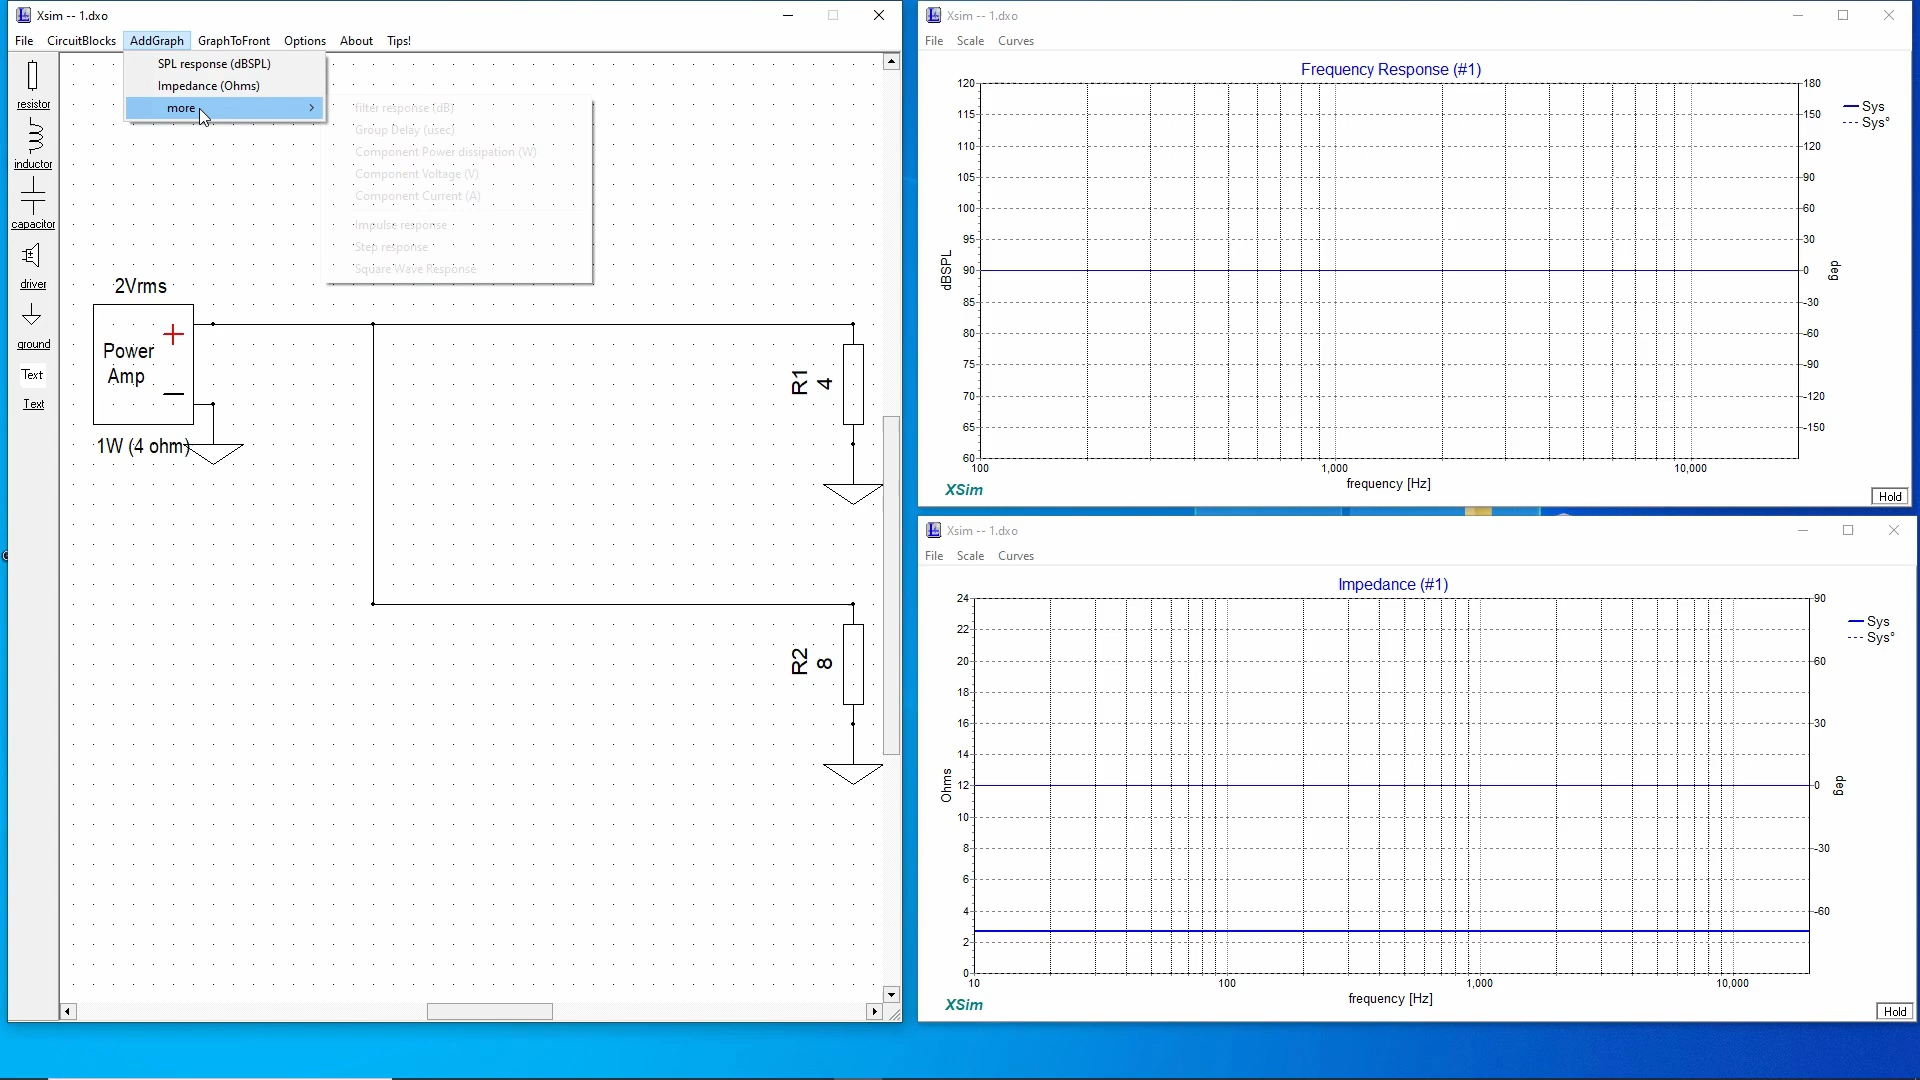 Xsim -- 1.dxo
File CircuitBlocks AddGraph GraphToFront Options About Tips!
SPL response (dBSPL)
Impedance (Ohms)
more
filter response (dB)
Group Delay (usec)
Component Power dissipation (W)
Component Voltage (V)
Component Current (A)
Impulse response
Step response
Square Wave Response
resistor
inductor
capacitor
driver
ground
Text
Text
2Vrms
+
Power
Amp
1W (4 ohm)
R1
4
R2
8
Xsim -- 1.dxo
File Scale Curves
Frequency Response (#1)
Sys
Sys°
120
115
110
105
100
95
90
85
80
75
70
65
60
dBSPL
180
150
120
90
60
30
0
-30
-60
-90
-120
-150
deg
100 1,000 10,000
frequency [Hz]
XSim
Hold
Xsim -- 1.dxo
File Scale Curves
Impedance (#1)
Sys
Sys°
24
22
20
18
16
14
12
10
8
6
4
2
0
Ohms
90
60
30
0
-30
-60
deg
10 100 1,000 10,000
frequency [Hz]
XSim
Hold